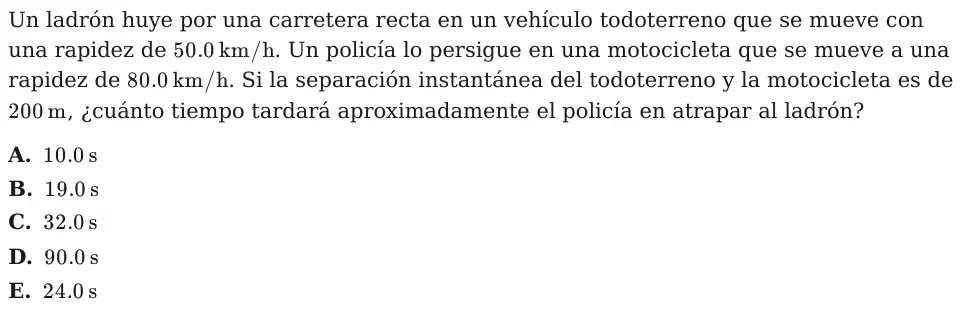 Un ladrón huye por una carretera recta en un vehículo todoterreno que se mueve con
una rapidez de 50.0 km/h. Un policía lo persigue en una motocicleta que se mueve a una
rapidez de 80.0 km/h. Si la separación instantánea del todoterreno y la motocicleta es de
200 m, ¿cuánto tiempo tardará aproximadamente el policía en atrapar al ladrón?
A. 10.0 s
B. 19.0 s
C. 32.0 s
D. 90.0 s
E. 24.0 s